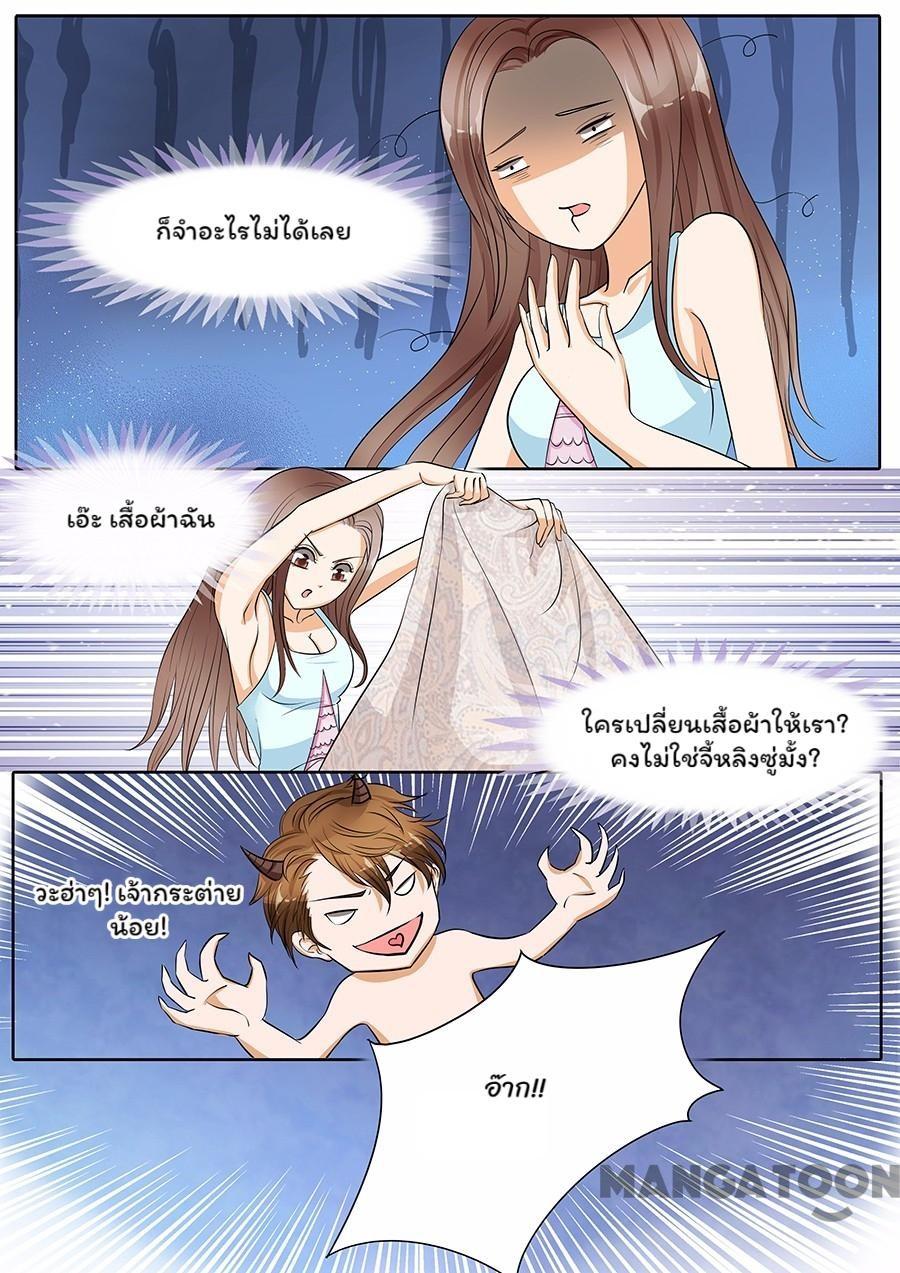 ก็จำอะไรไม่ได้เลย
เอ๊ะ เสื้อผ้าฉัน
ใครเปลี่ยนเสื้อผ้าให้เรา?
คงไม่ใช่จี้หลิงซู่มั้ง?
วะฮ่าๆ! เจ้ากระต่าย
น้อย!
อ๊าก!!
MANGATOON